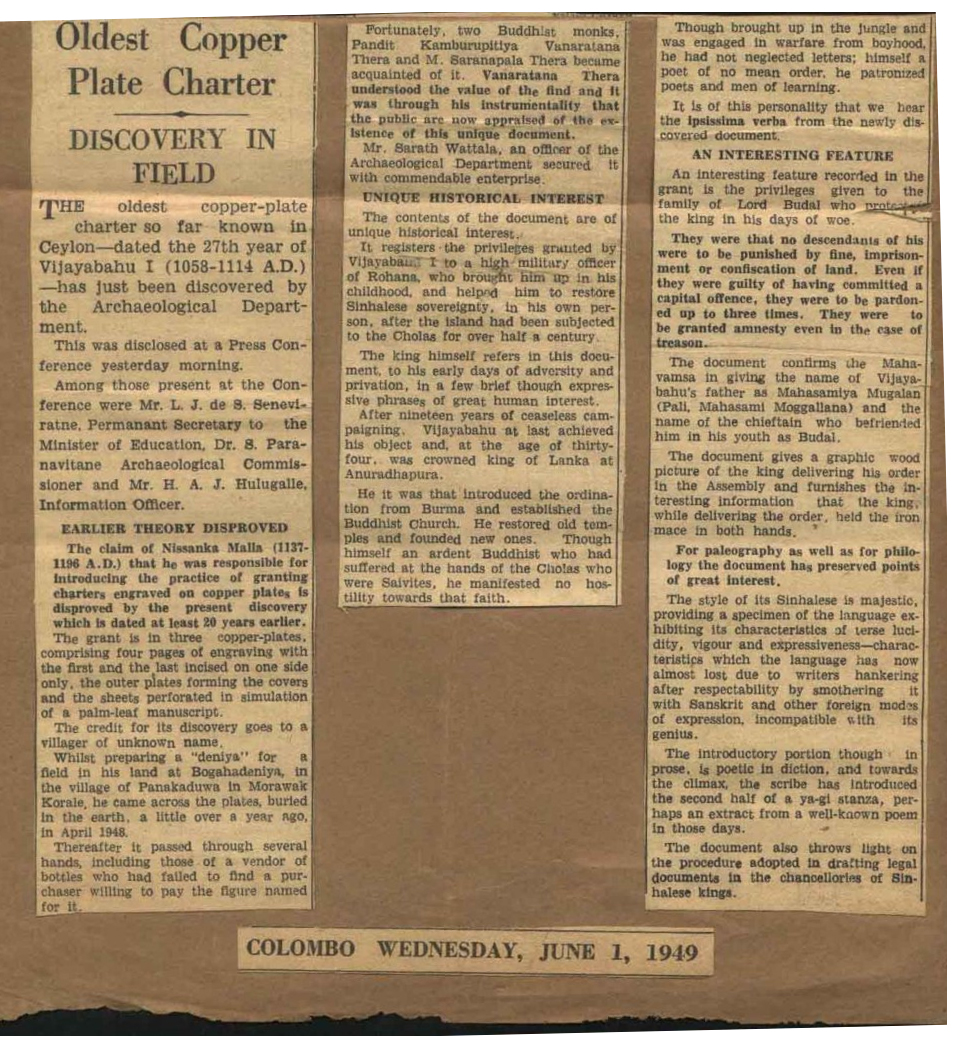 Oldest Copper
Plate Charter
DISCOVERY IN
FIELD
THE oldest copper-plate
charter so far known in
Ceylon—dated the 27th year of
Vijayabahu I (1058-1114 A.D.)
—has just been discovered by
the Archaeological Depart-
ment.
This was disclosed at a Press Con-
ference yesterday morning.
Among those present at the Con-
ference were Mr. L. J. de S. Senevi-
ratne, Permanant Secretary to the
Minister of Education, Dr. S. Para-
navitane Archaeological Commis-
sioner and Mr. H. A. J. Hulugalle,
Information Officer.
EARLIER THEORY DISPROVED
The claim of Nissanka Malla (1137-
1196 A.D.) that he was responsible for
introducing the practice of granting
charters engraved on copper plates is
disproved by the present discovery
which is dated at least 20 years earlier.
The grant is in three copper-plates,
comprising four pages of engraving with
the first and the last incised on one side
only, the outer plates forming the covers
and the sheets perforated in simulation
of a palm-leaf manuscript.
The credit for its discovery goes to a
villager of unknown name.
Whilst preparing a "deniya" for a
field in his land at Bogahadeniya, in
the village of Panakaduwa in Morawak
Korale, he came across the plates, buried
in the earth, a little over a year ago,
in April 1948.
Thereafter it passed through several
hands, including those of a vendor of
bottles who had failed to find a pur-
chaser willing to pay the figure named
for it.
Fortunately, two Buddhist monks,
Pandit Kamburupitiya Vanaratana
Thera and M. Saranapala Thera became
acquainted of it. Vanaratana Thera
understood the value of the find and it
was through his instrumentality that
the public are now appraised of the ex-
istence of this unique document.
Mr. Sarath Wattala, an officer of the
Archaeological Department secured it
with commendable enterprise.
UNIQUE HISTORICAL INTEREST
The contents of the document are of
unique historical interest.
It registers the privileges granted by
Vijayabahu I to a high military officer
of Rohana, who brought him up in his
childhood, and helped him to restore
Sinhalese sovereignty, in his own per-
son, after the island had been subjected
to the Cholas for over half a century.
The king himself refers in this docu-
ment, to his early days of adversity and
privation, in a few brief though expres-
sive phrases of great human interest.
After nineteen years of ceaseless cam-
paigning, Vijayabahu at last achieved
his object and, at the age of thirty-
four, was crowned king of Lanka at
Anuradhapura.
He it was that introduced the ordina-
tion from Burma and established the
Buddhist Church. He restored old tem-
ples and founded new ones. Though
himself an ardent Buddhist who had
suffered at the hands of the Cholas who
were Saivites, he manifested no hos-
tility towards that faith.
Though brought up in the jungle and
was engaged in warfare from boyhood,
he had not neglected letters; himself a
poet of no mean order, he patronized
poets and men of learning.
It is of this personality that we hear
the ipsissima verba from the newly dis-
covered document.
AN INTERESTING FEATURE
An interesting feature recorded in the
grant is the privileges given to the
family of Lord Budal who protected
the king in his days of woe.
They were that no descendants of his
were to be punished by fine, imprison-
ment or confiscation of land. Even if
they were guilty of having committed a
capital offence, they were to be pardon-
ed up to three times. They were to
be granted amnesty even in the case of
treason.
The document confirms the Maha-
vamsa in giving the name of Vijaya-
bahu's father as Mahasamiya Mugalan
(Pali, Mahasami Moggallana) and the
name of the chieftain who befriended
him in his youth as Budal.
The document gives a graphic wood
picture of the king delivering his order
in the Assembly and furnishes the in-
teresting information that the king,
while delivering the order, held the iron
mace in both hands.
For paleography as well as for philo-
logy the document has preserved points
of great interest.
The style of its Sinhalese is majestic,
providing a specimen of the language ex-
hibiting its characteristics of terse luci-
dity, vigour and expressiveness—charac-
teristics which the language has now
almost lost due to writers hankering
after respectability by smothering it
with Sanskrit and other foreign modes
of expression, incompatible with its
genius.
The introductory portion though in
prose, is poetic in diction, and towards
the climax, the scribe has introduced
the second half of a ya-gi stanza, per-
haps an extract from a well-known poem
in those days.
The document also throws light on
the procedure adopted in drafting legal
documents in the chancellories of Sin-
halese kings.
COLOMBO WEDNESDAY, JUNE 1, 1949